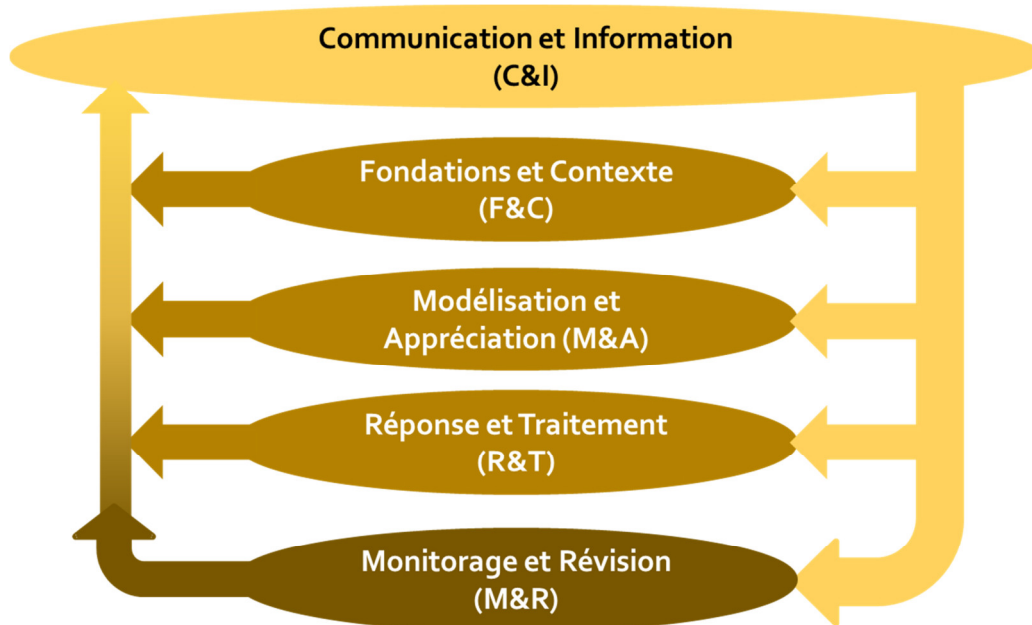 Communication et Information
(C&I)
Fondations et Contexte
(F&C)
Modélisation et
Appréciation (M&A)
Réponse et Traitement
(R&T)
Monitorage et Révision
(M&R)